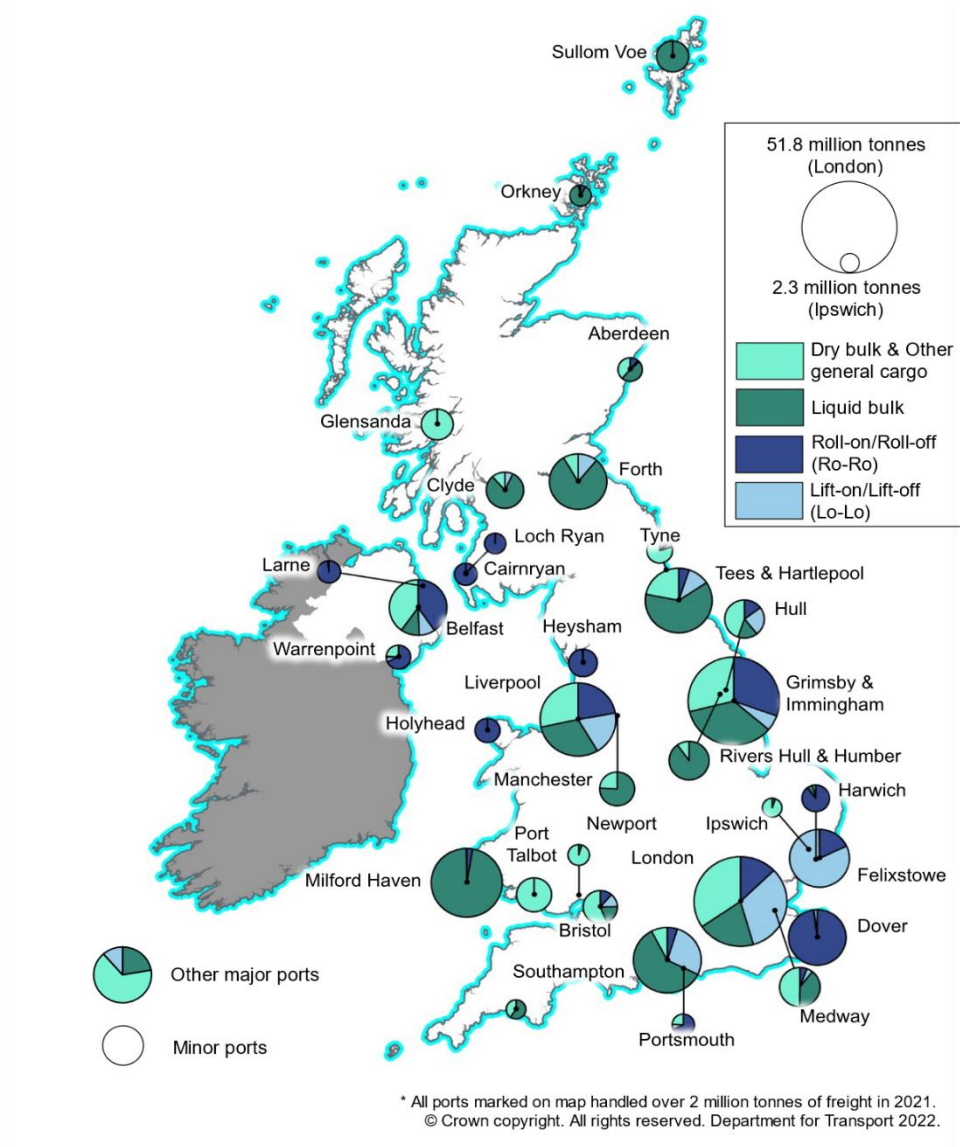 Sullom Voe
51.8 million tonnes
(London)
Orkney
2.3 million tonnes
(Ipswich)
Aberdeen
Dry bulk & Other
general cargo
Liquid bulk
Glensanda
Roll-on/Roll-off
(Ro-Ro)
Forth
Clyde
Lift-on/Lift-off
(Lo-Lo)
Loch Ryan
Tyne
Larne
Cairnryan
Tees & Hartlepool
Hull
Belfast
Heysham
Warrenpoint
Liverpool
Grimsby &
Immingham
Holyhead
Rivers Hull & Humber
Manchester
Harwich
Newport
Ipswich
Port
Talbot
London
Milford Haven
Felixstowe
Dover
Bristol
Southampton
Other major ports
Medway
Portsmouth
Minor ports
* All ports marked on map handled over 2 million tonnes of freight in 2021.
© Crown copyright. All rights reserved. Department for Transport 2022.